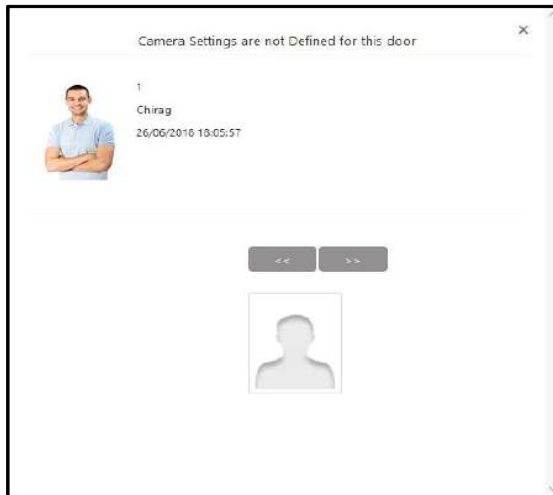 Camera Settings are not Defined for this door
×
1
Chirag
26/06/2016 18:05:57
<< >>